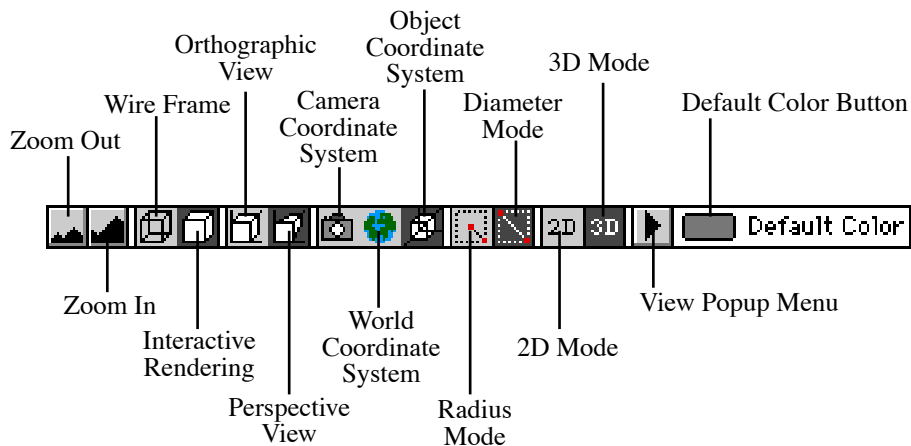 Object
Coordinate
System
Orthographic
View
3D Mode
Wire Frame
Camera
Coordinate
System
Diameter
Mode
Default Color Button
Zoom Out
2D
3D
Default Color
Zoom In
View Popup Menu
Interactive
Rendering
World
Coordinate
System
2D Mode
Perspective
View
Radius
Mode